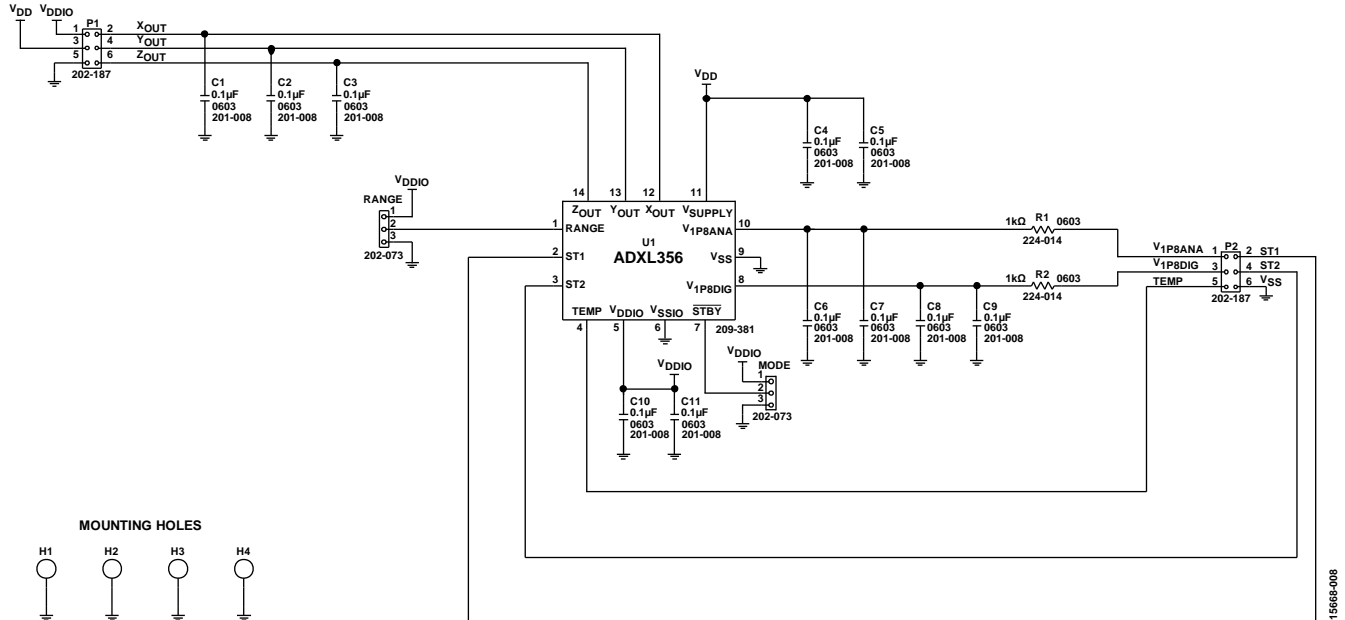 VDD VDDIO
P1
1 2 XOUT
3 4 YOUT
5 6 ZOUT
202-187
C1
0.1µF
0603
201-008
C2
0.1µF
0603
201-008
C3
0.1µF
0603
201-008
VDD
C4
0.1µF
0603
201-008
C5
0.1µF
0603
201-008
VDDIO
RANGE
1
2
3
202-073
14 13 12 11
ZOUT YOUT XOUT VSUPPLY
1 RANGE
2 ST1
3 ST2
U1
ADXL356
V1P8ANA 10
VSS 9
V1P8DIG 8
TEMP VDDIO VSSIO STBY
4 5 6 7
209-381
1kΩ R1 0603
224-014
1kΩ R2 0603
224-014
P2
V1P8ANA 1 2 ST1
V1P8DIG 3 4 ST2
TEMP 5 6 VSS
202-187
C6
0.1µF
0603
201-008
C7
0.1µF
0603
201-008
C8
0.1µF
0603
201-008
C9
0.1µF
0603
201-008
VDDIO
MODE
1
2
3
202-073
VDDIO
C10
0.1µF
0603
201-008
C11
0.1µF
0603
201-008
MOUNTING HOLES
H1 H2 H3 H4
15668-008